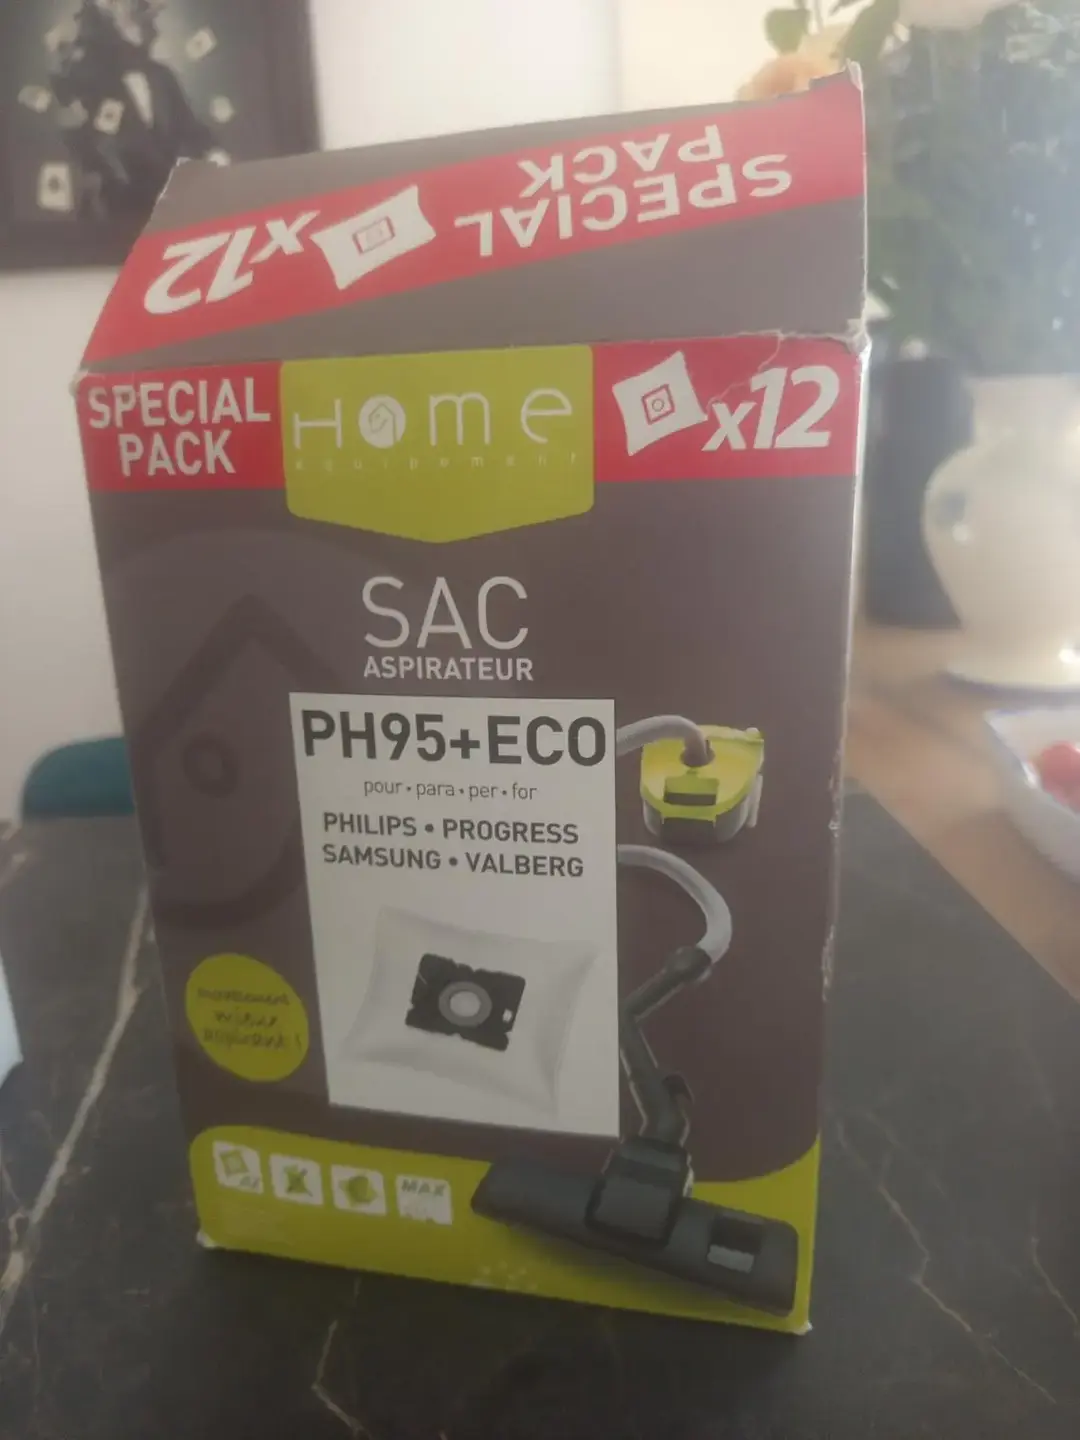 SPECIAL
PACK
x12
SPECIAL
PACK
HOme
equipement
x12
SAC
ASPIRATEUR
PH95+ECO
pour • para • per • for
PHILIPS • PROGRESS
SAMSUNG • VALBERG
MAX